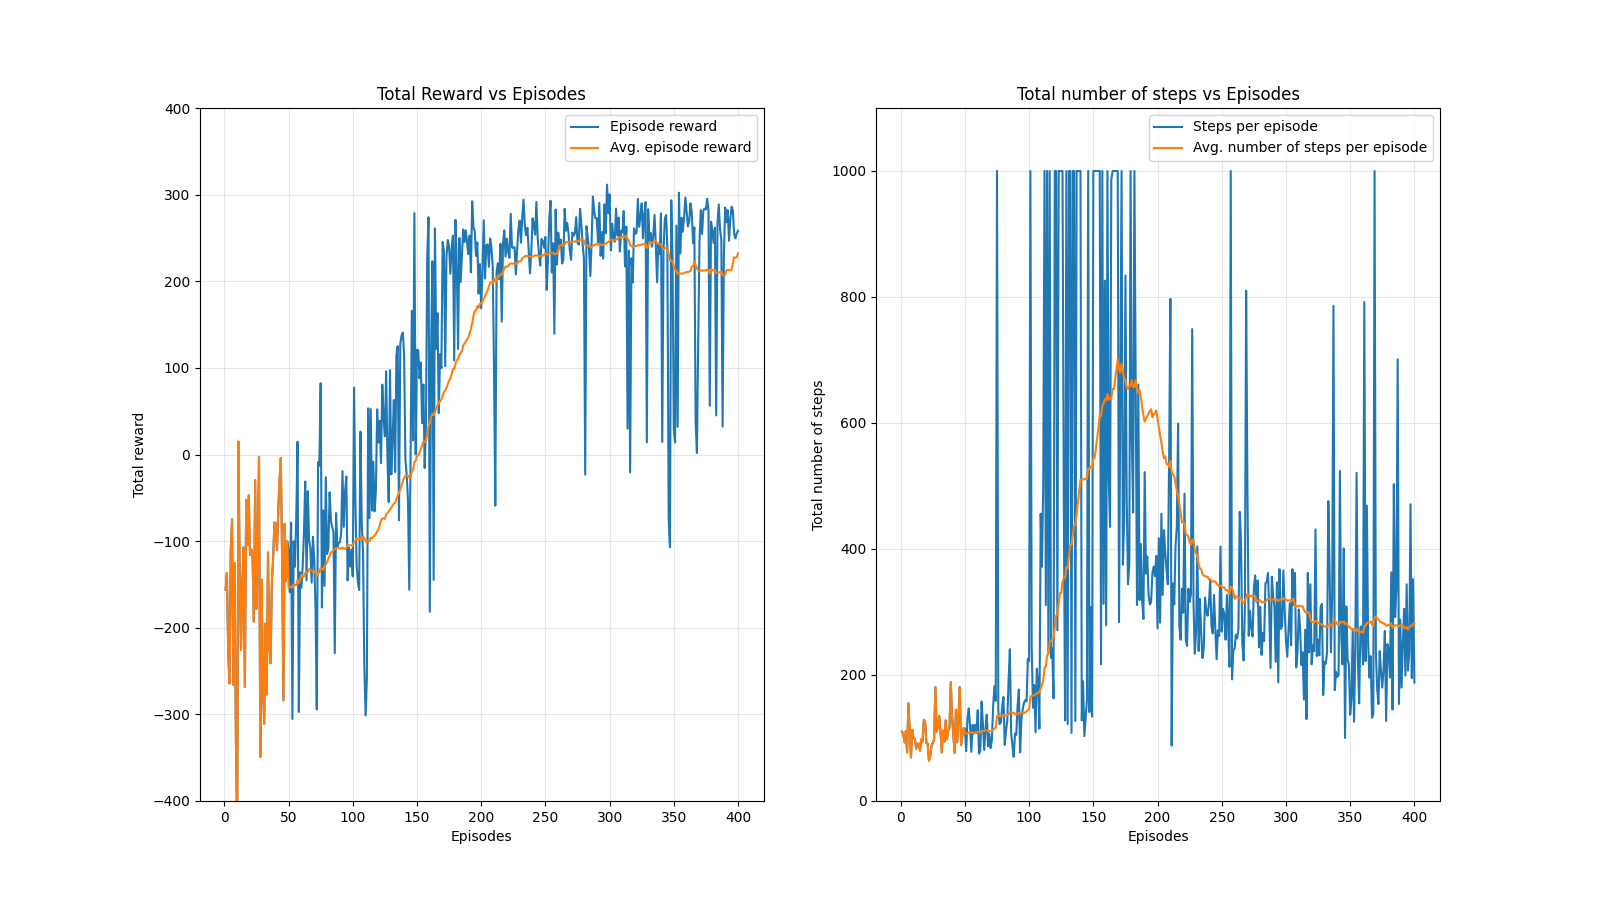 Total Reward vs Episodes
Episode reward
Avg. episode reward
Total reward
400
300
200
100
0
−100
−200
−300
−400
0 50 100 150 200 250 300 350 400
Episodes
Total number of steps vs Episodes
Steps per episode
Avg. number of steps per episode
Total number of steps
1000
800
600
400
200
0
0 50 100 150 200 250 300 350 400
Episodes